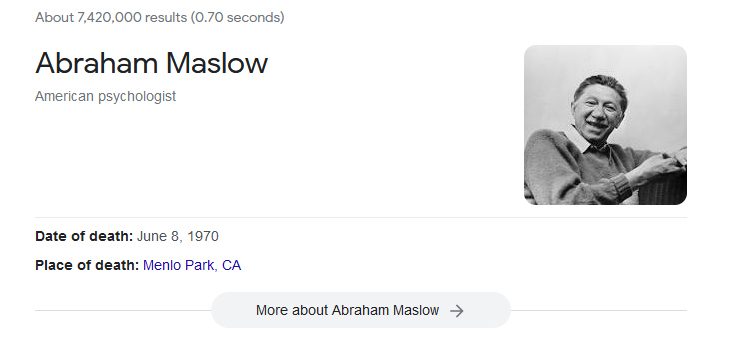 About 7,420,000 results (0.70 seconds)
Abraham Maslow
American psychologist
Date of death: June 8, 1970
Place of death: Menlo Park, CA
More about Abraham Maslow →